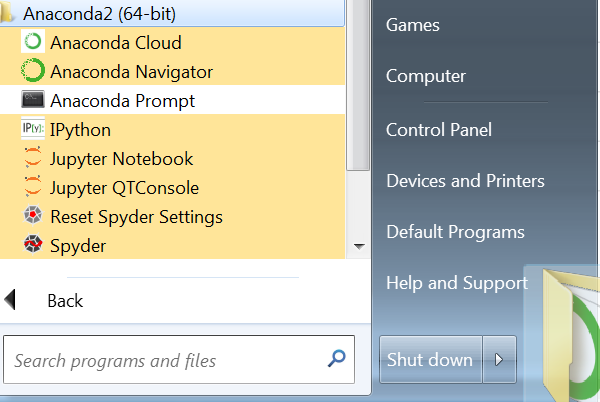 Anaconda2 (64-bit)
Anaconda Cloud
Anaconda Navigator
Anaconda Prompt
IP[y]: IPython
Jupyter Notebook
Jupyter QTConsole
Reset Spyder Settings
Spyder
Back
Search programs and files
Games
Computer
Control Panel
Devices and Printers
Default Programs
Help and Support
Shut down